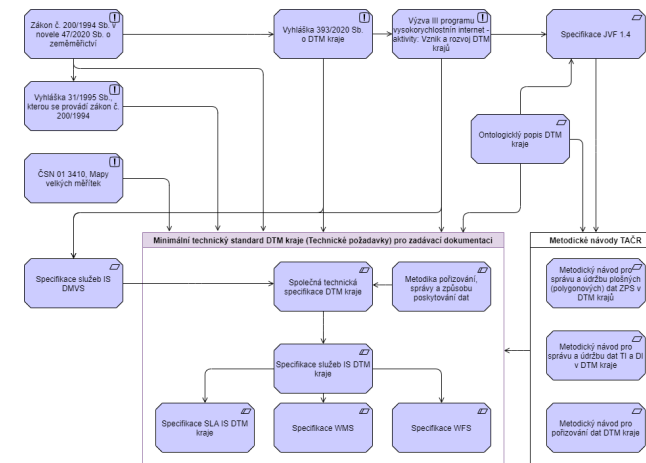 Zákon č. 200/1994 Sb. v
novele 47/2020 Sb. o
zeměměřictví
Vyhláška 393/2020 Sb.
o DTM kraje
Výzva III programu
vysokorychlostních internet -
aktivity: Vznik a rozvoj DTM
krajů
Specifikace JVF 1.4
Vyhláška 31/1995 Sb.,
kterou se provádí zákon č.
200/1994
Ontologicklý popis DTM
kraje
ČSN 01 3410, Mapy
velkých měřítek
Minimální technický standard DTM kraje (Technické požadavky) pro zadávací dokumentaci
Metodické návody TAČR
Specifikace služeb IS
DMVS
Společná technická
specifikace DTM kraje
Metodika pořizování,
správy a způsobu
poskytování dat
Metodický návod pro
správu a údržbu plošných
(polygonových) dat ZPS v
DTM krajů
Specifikace služeb IS DTM
kraje
Metodický návod pro
správu a údržbu dat TI a DI
v DTM kraje
Specifikace SLA IS DTM
kraje
Specifikace WMS
Specifikace WFS
Metodický návod pro
pořizování dat DTM kraje